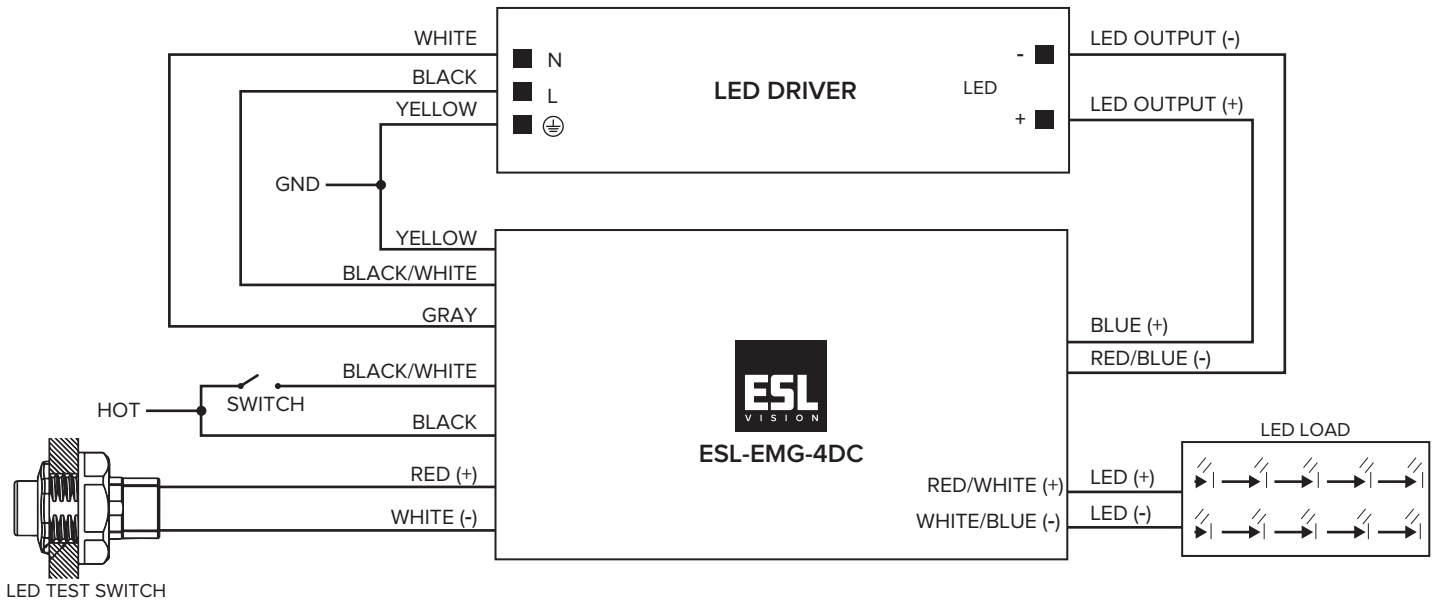 WHITE
BLACK
YELLOW
N
L
LED DRIVER
-
LED
+
LED OUTPUT (-)
LED OUTPUT (+)
GND
YELLOW
BLACK/WHITE
GRAY
BLACK/WHITE
HOT
SWITCH
BLACK
RED (+)
WHITE (-)
LED TEST SWITCH
ESL
VISION
ESL-EMG-4DC
BLUE (+)
RED/BLUE (-)
RED/WHITE (+)
WHITE/BLUE (-)
LED (+)
LED (-)
LED LOAD